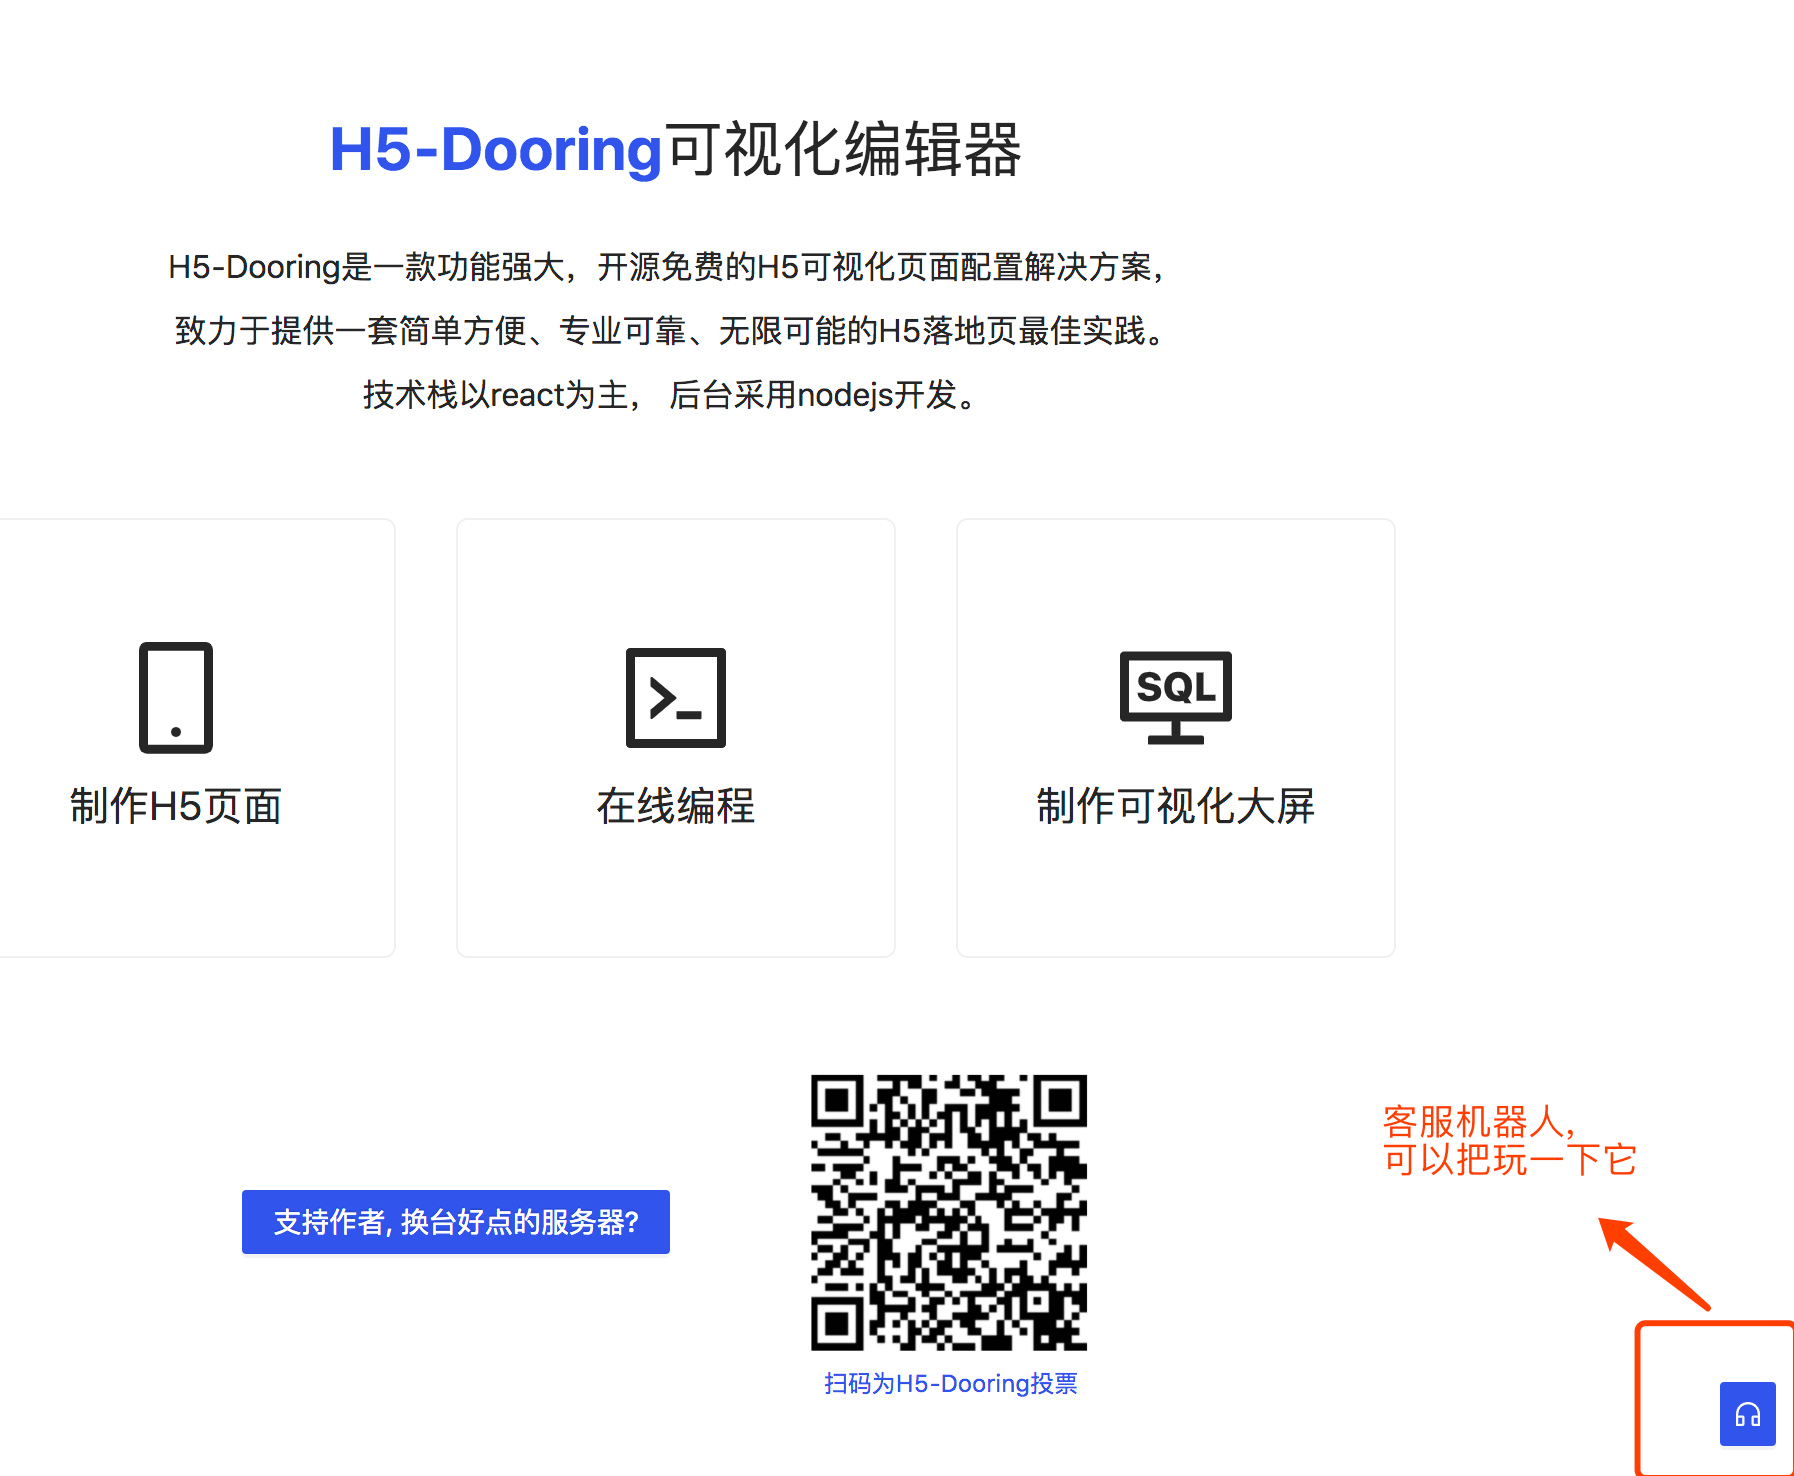 H5-Dooring可视化编辑器
H5-Dooring是一款功能强大，开源免费的H5可视化页面配置解决方案，
致力于提供一套简单方便、专业可靠、无限可能的H5落地页最佳实践。
技术栈以react为主， 后台采用nodejs开发。
制作H5页面
>_
在线编程
SQL
制作可视化大屏
支持作者, 换台好点的服务器?
扫码为H5-Dooring投票
客服机器人，
可以把玩一下它